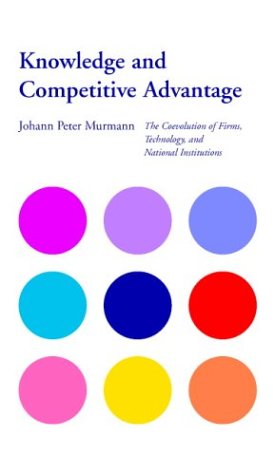 Knowledge and
Competitive Advantage
Johann Peter Murmann
The Coevolution of Firms,
Technology, and
National Institutions